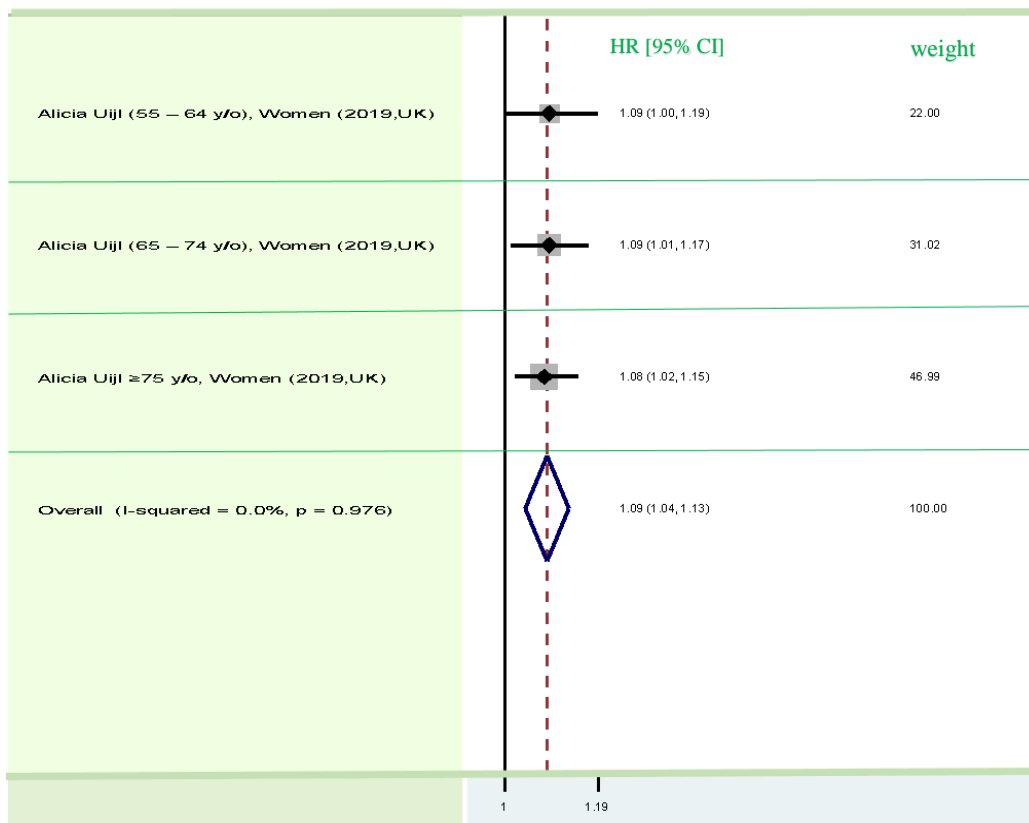 HR [95% CI] weight
Alicia Uijl (55 – 64 y/o), Women (2019,UK) 1.09 (1.00, 1.19) 22.00
Alicia Uijl (65 – 74 y/o), Women (2019,UK) 1.09 (1.01, 1.17) 31.02
Alicia Uijl ≥75 y/o, Women (2019,UK) 1.08 (1.02, 1.15) 46.99
Overall (I-squared = 0.0%, p = 0.976) 1.09 (1.04, 1.13) 100.00
1 1.19